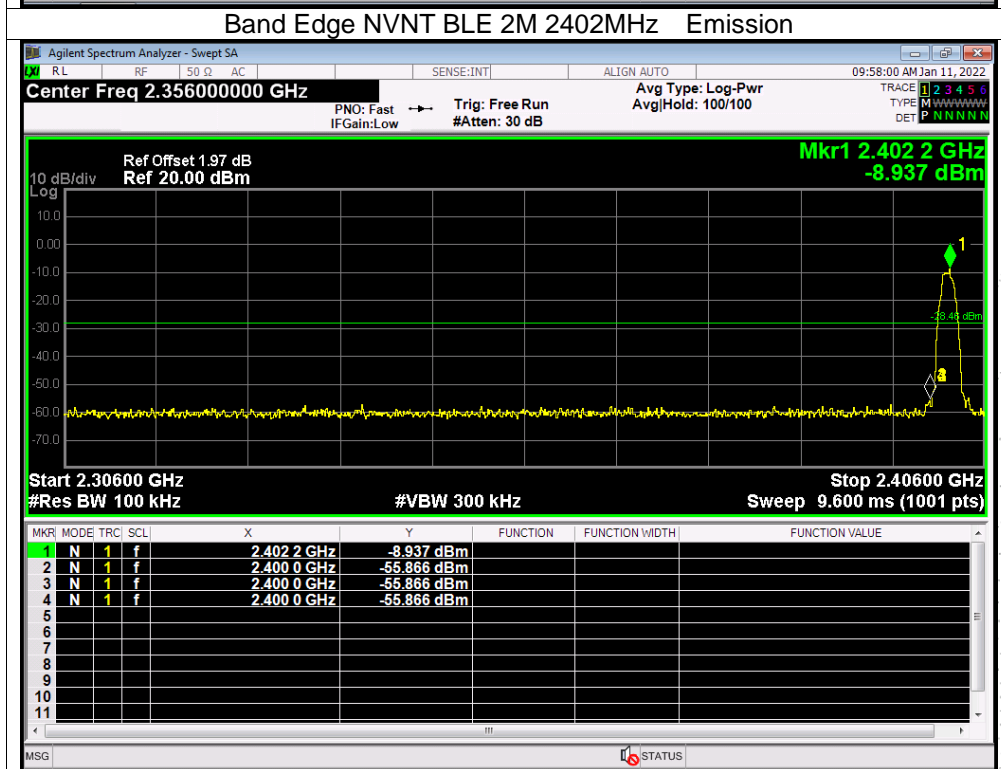 Band Edge NVNT BLE 2M 2402MHz Emission
Agilent Spectrum Analyzer - Swept SA
LXI RL RF 50 Ω AC SENSE:INT ALIGN AUTO 09:58:00 AM Jan 11, 2022
Center Freq 2.356000000 GHz
PNO: Fast
IFGain:Low
Trig: Free Run
#Atten: 30 dB
Avg Type: Log-Pwr
Avg|Hold: 100/100
TRACE 1 2 3 4 5 6
TYPE M WWWWW
DET P N N N N N
Mkr1 2.402 2 GHz
-8.937 dBm
Ref Offset 1.97 dB
10 dB/div Ref 20.00 dBm
Log
10.0
0.00
-10.0
-20.0
-30.0
-40.0
-50.0
-60.0
-70.0
1
-28.46 dBm
Start 2.30600 GHz Stop 2.40600 GHz
#Res BW 100 kHz #VBW 300 kHz Sweep 9.600 ms (1001 pts)
MKR MODE TRC SCL X Y FUNCTION FUNCTION WIDTH FUNCTION VALUE
1 N 1 f 2.402 2 GHz -8.937 dBm
2 N 1 f 2.400 0 GHz -55.866 dBm
3 N 1 f 2.400 0 GHz -55.866 dBm
4 N 1 f 2.400 0 GHz -55.866 dBm
5
6
7
8
9
10
11
MSG STATUS